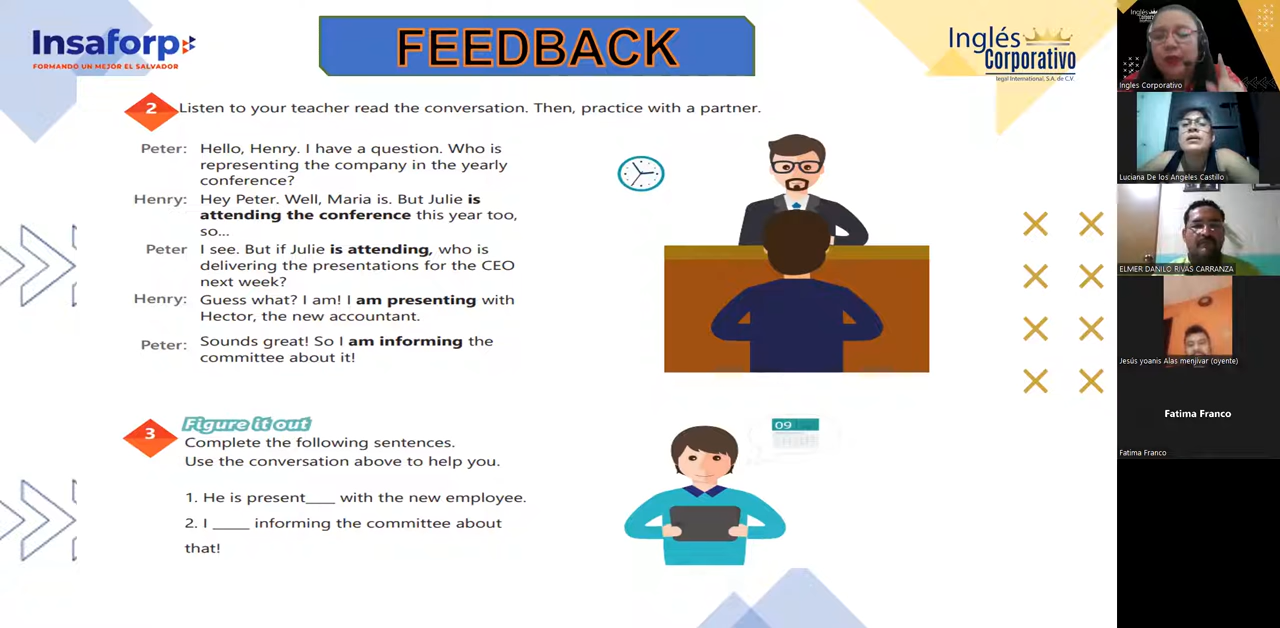 Insaforp
FORMANDO UN MEJOR EL SALVADOR
FEEDBACK
Inglés
Corporativo
legal International, S.A. de C.V.
2
Listen to your teacher read the conversation. Then, practice with a partner.
Peter: Hello, Henry. I have a question. Who is
representing the company in the yearly
conference?
Henry: Hey Peter. Well, Maria is. But Julie is
attending the conference this year too,
so...
Peter I see. But if Julie is attending, who is
delivering the presentations for the CEO
next week?
Henry: Guess what? I am! I am presenting with
Hector, the new accountant.
Peter: Sounds great! So I am informing the
committee about it!
3
Figure it out
Complete the following sentences.
Use the conversation above to help you.
1. He is present____ with the new employee.
2. I _____ informing the committee about
that!
09
Inglés
Ingles Corporativo
Luciana De los Angeles Castillo
ELMER DANILO RIVAS CARRANZA
Jesús yoanis Alas menjivar (oyente)
Fatima Franco
Fatima Franco